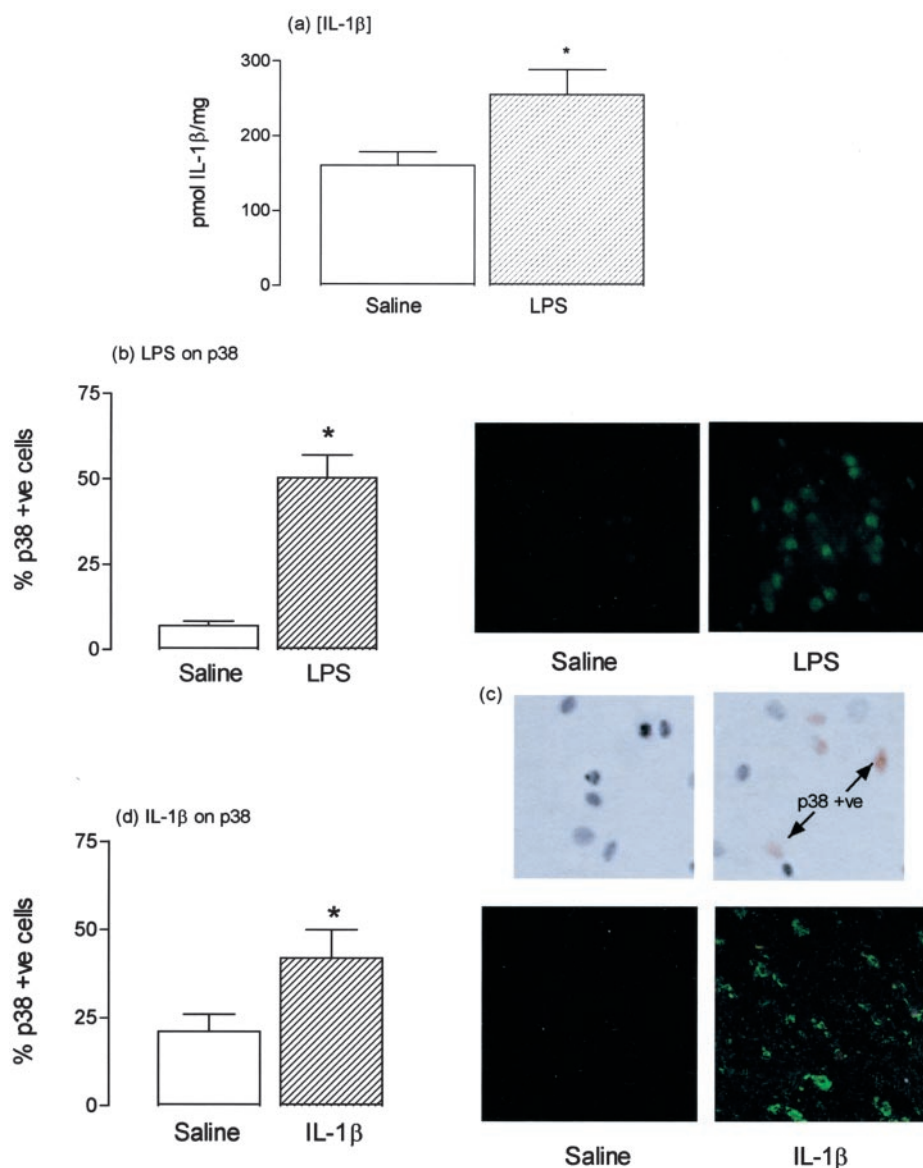 (a) [IL-1β]
300
*
200
100
0
pmol IL-1β/mg
Saline LPS
(b) LPS on p38
75
*
50
25
0
% p38 +ve cells
Saline LPS
Saline LPS
(c)
p38 +ve
(d) IL-1β on p38
75
*
50
25
0
% p38 +ve cells
Saline IL-1β
Saline IL-1β